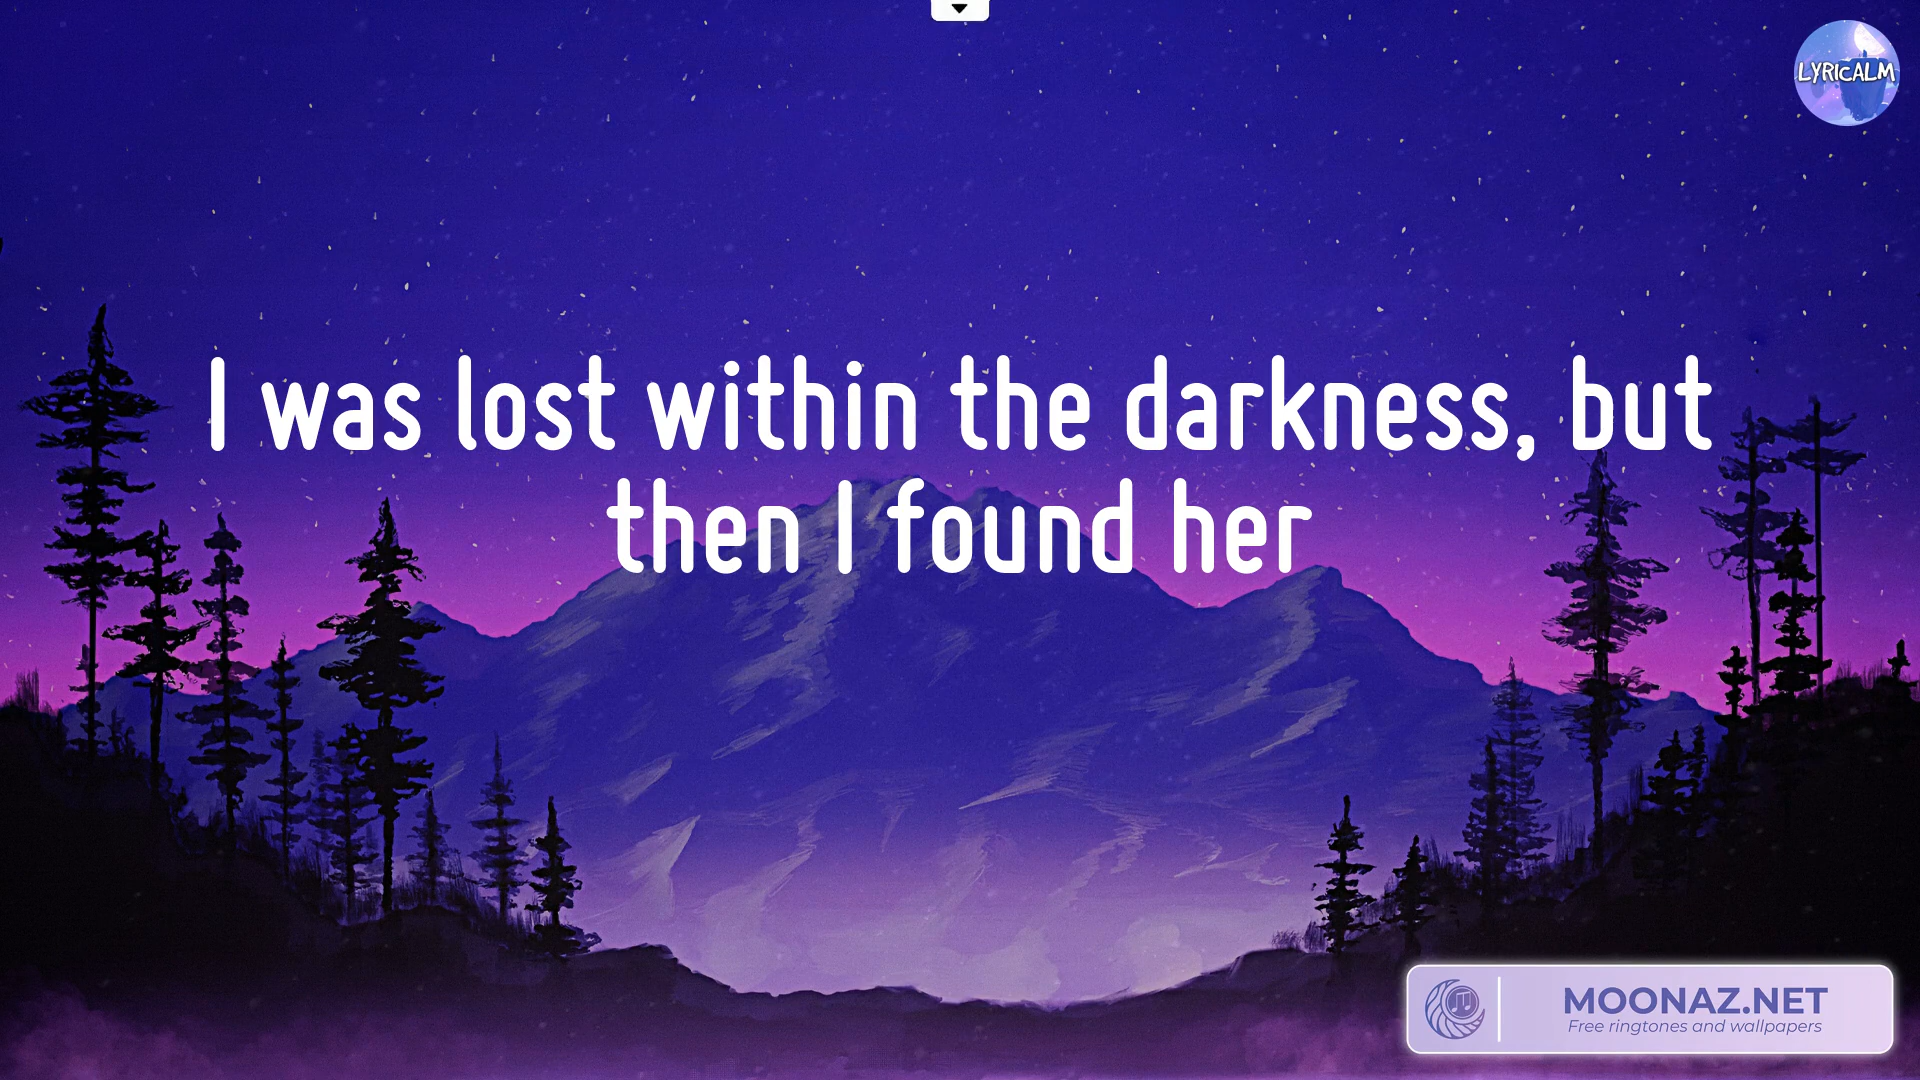 LYRICALM
I was lost within the darkness, but
then I found her
MOONAZ.NET
Free ringtones and wallpapers